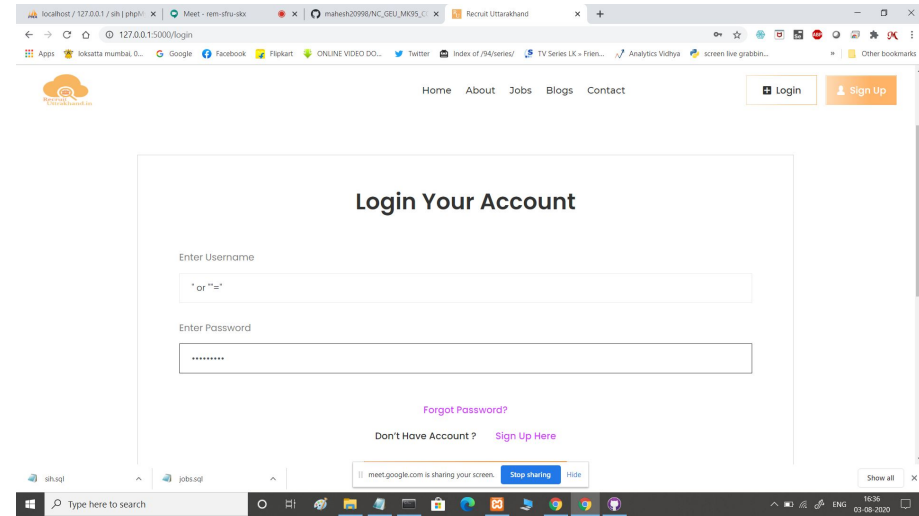 localhost / 127.0.0.1 / sih | phpM
Meet - rem-sfru-skx
mahesh20998/NC_GEU_MK95_C
Recruit Uttarakhand
127.0.0.1:5000/login
Apps
loksatta mumbai, 0...
Google
Facebook
Flipkart
ONLINE VIDEO DO...
Twitter
Index of /94/series/
TV Series LK « Frien...
Analytics Vidhya
screen live grabbin...
Other bookmarks
Home About Jobs Blogs Contact
Login
Sign Up
Login Your Account
Enter Username
" or ""="
Enter Password
•••••••••
Forgot Password?
Don't Have Account ? Sign Up Here
sih.sql
jobs.sql
meet.google.com is sharing your screen.
Stop sharing
Hide
Show all
Type here to search
ENG
16:36
03-08-2020